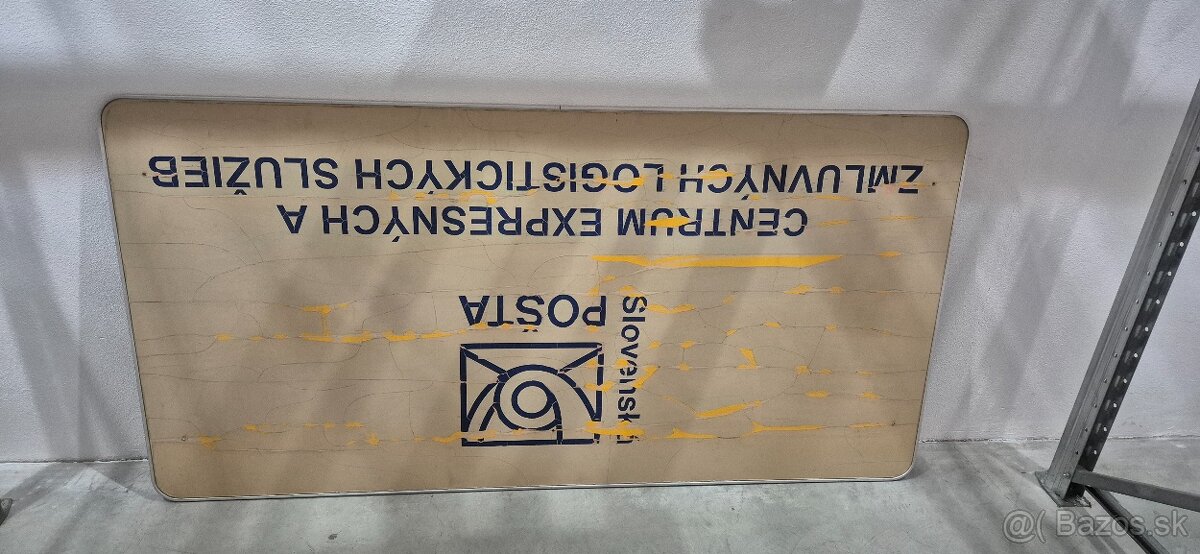 Slovenská
POŠTA
CENTRUM EXPRESNÝCH A
ZMLUVNÝCH LOGISTICKÝCH SLUŽIEB
@( Bazos.sk